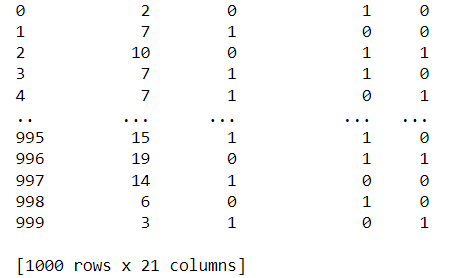 0 2 0 1 0
1 7 1 0 0
2 10 0 1 1
3 7 1 1 0
4 7 1 0 1
.. ... ... ... ...
995 15 1 1 0
996 19 0 1 1
997 14 1 0 0
998 6 0 1 0
999 3 1 0 1
[1000 rows x 21 columns]